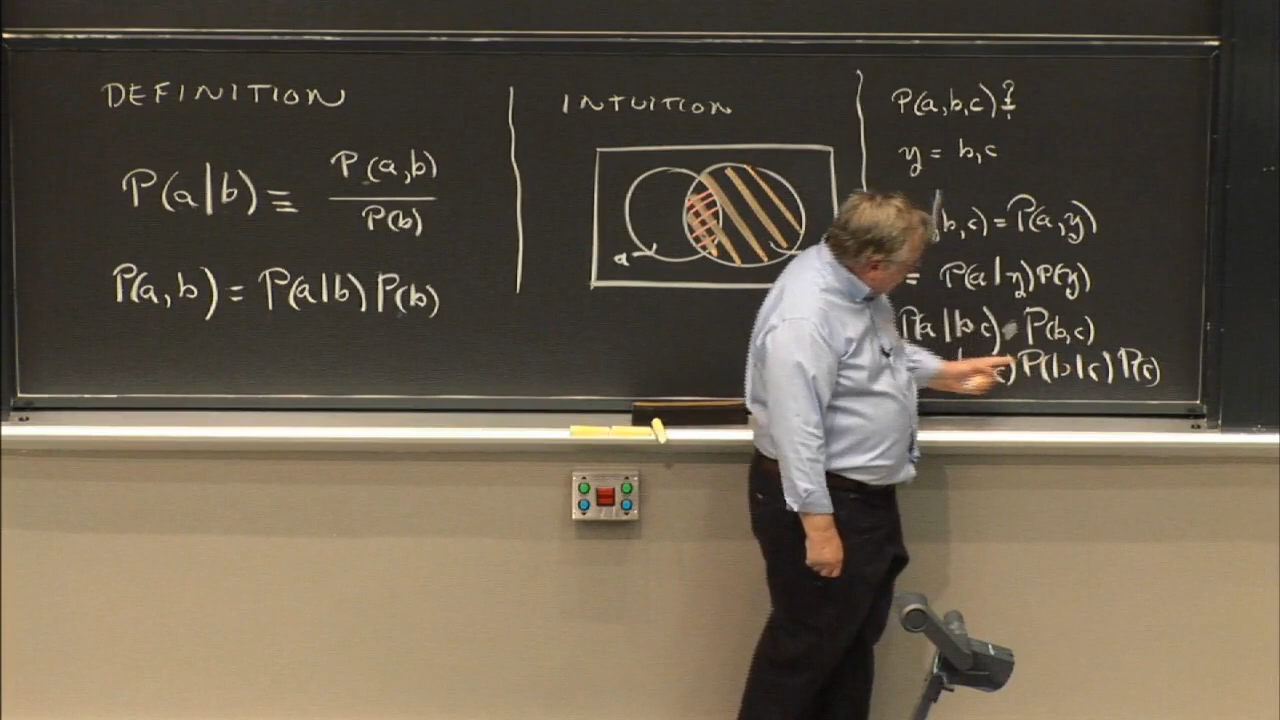 DEFINITION
P(a|b) ≡ P(a,b)
P(b)
P(a,b) = P(a|b) P(b)
INTUITION
a
P(a,b,c)?
y = b,c
b,c) = P(a,y)
= P(a|y)P(y)
P(a|b c) P(b,c)
c) P(b|c) P(c)